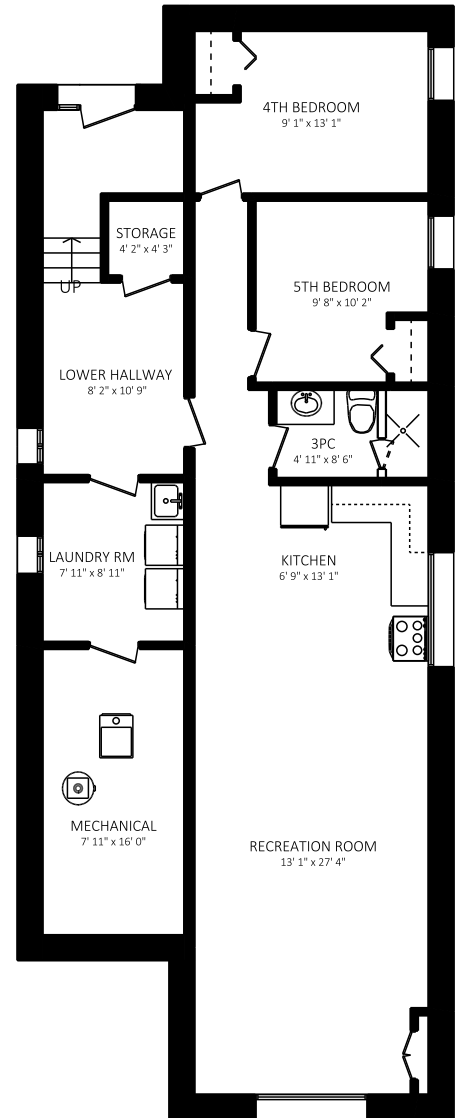 4TH BEDROOM
9' 1" x 13' 1"
STORAGE
4' 2" x 4' 3"
UP
5TH BEDROOM
9' 8" x 10' 2"
LOWER HALLWAY
8' 2" x 10' 9"
3PC
4' 11" x 8' 6"
LAUNDRY RM
7' 11" x 8' 11"
KITCHEN
6' 9" x 13' 1"
MECHANICAL
7' 11" x 16' 0"
RECREATION ROOM
13' 1" x 27' 4"